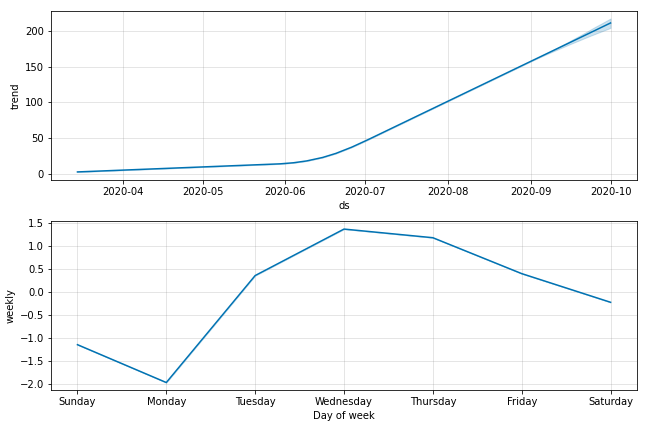 200
150
100
50
0
trend
2020-04 2020-05 2020-06 2020-07 2020-08 2020-09 2020-10
ds
1.5
1.0
0.5
0.0
−0.5
−1.0
−1.5
−2.0
weekly
Sunday Monday Tuesday Wednesday Thursday Friday Saturday
Day of week